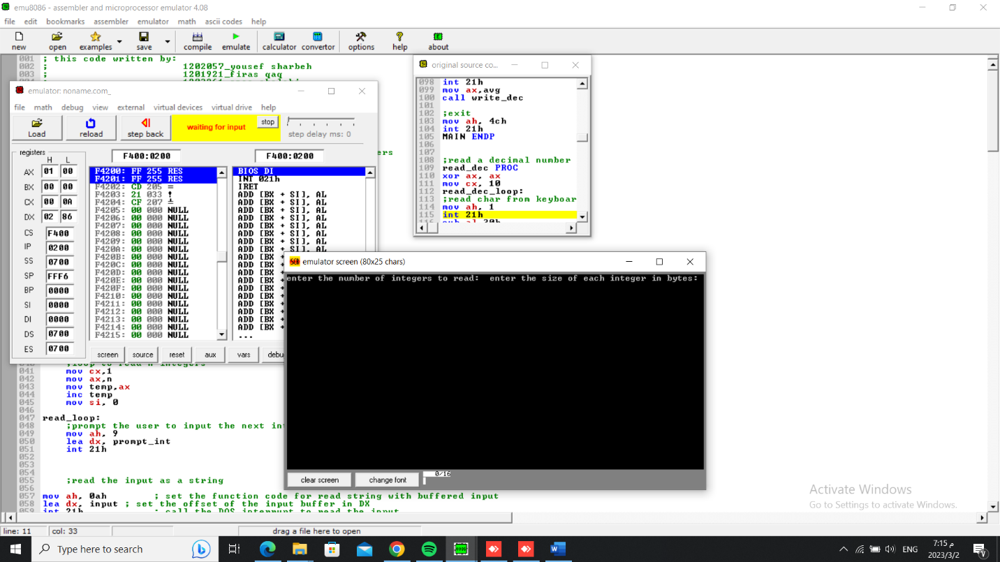 emu8086 - assembler and microprocessor emulator 4.08
file edit bookmarks assembler emulator math ascii codes help
new open examples save compile emulate calculator convertor options help about
001 ; this code written by:
002 ; 1202057_yousef sharbeh
003 ; 1201921_firas qaq
emulator: noname.com_
file math debug view external virtual devices virtual drive help
Load reload step back waiting for input stop step delay ms: 0
registers F400:0200 F400:0200
H L
AX 01 00
BX 00 00
CX 00 0A
DX 02 86
CS F400
IP 0200
SS 0700
SP FFF6
BP 0000
SI 0000
DI 0000
DS 0700
ES 0700
F4200: FF 255 RES
F4201: FF 255 RES
F4202: CD 205 =
F4203: 21 033 !
F4204: CF 207 ╧
F4205: 00 000 NULL
F4206: 00 000 NULL
F4207: 00 000 NULL
F4208: 00 000 NULL
F4209: 00 000 NULL
F420A: 00 000 NULL
F420B: 00 000 NULL
F420C: 00 000 NULL
F420D: 00 000 NULL
F420E: 00 000 NULL
F420F: 00 000 NULL
F4210: 00 000 NULL
F4211: 00 000 NULL
F4212: 00 000 NULL
F4213: 00 000 NULL
F4214: 00 000 NULL
F4215: 00 000 NULL
BIOS DI
INT 021h
IRET
ADD [BX + SI], AL
ADD [BX + SI], AL
ADD [BX + SI], AL
ADD [BX + SI], AL
ADD [BX + SI], AL
ADD [BX + SI], AL
ADD [BX + SI], AL
ADD [BX + SI], AL
ADD [BX +
ADD [BX +
ADD [BX +
ADD [BX +
ADD [BX +
ADD [BX +
ADD [BX +
ADD [BX +
ADD [BX +
ADD [BX +
...
screen source reset aux vars debu
ers
original source co...
098 int 21h
099 mov ax,avg
100 call write_dec
101
102 ;exit
103 mov ah, 4ch
104 int 21h
105 MAIN ENDP
106
107
108 ;read a decimal number
109 read_dec PROC
110 xor ax, ax
111 mov cx, 10
112 read_dec_loop:
113 ;read char from keyboar
114 mov ah, 1
115 int 21h
116 sub al 30h
emulator screen (80x25 chars)
enter the number of integers to read: enter the size of each integer in bytes:
clear screen change font 0/16
040 ;loop to read n integers
041 mov cx,1
042 mov ax,n
043 mov temp,ax
044 inc temp
045 mov si, 0
046
047 read_loop:
048 ;prompt the user to input the next int
049 mov ah, 9
050 lea dx, prompt_int
051 int 21h
052
053
054
055 ;read the input as a string
056
057 mov ah, 0ah ; set the function code for read string with buffered input
058 lea dx, input ; set the offset of the input buffer in DX
059 int 21h ; call the DOS interrupt to read the input
Activate Windows
Go to Settings to activate Windows.
line: 11 col: 33 drag a file here to open
Type here to search
ENG
7:15 م
2023/3/2